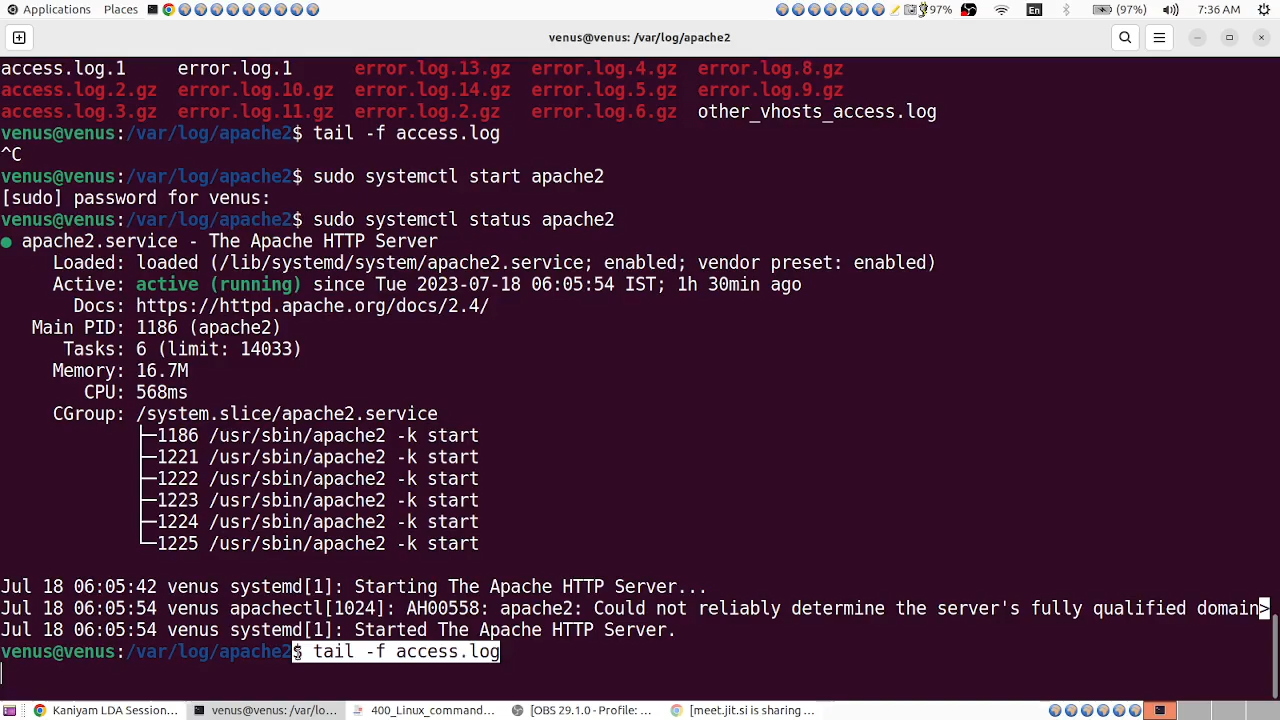 Applications Places 97% En (97%) 7:36 AM
venus@venus: /var/log/apache2
access.log.1 error.log.1 error.log.13.gz error.log.4.gz error.log.8.gz
access.log.2.gz error.log.10.gz error.log.14.gz error.log.5.gz error.log.9.gz
access.log.3.gz error.log.11.gz error.log.2.gz error.log.6.gz other_vhosts_access.log
venus@venus:/var/log/apache2$ tail -f access.log
^C
venus@venus:/var/log/apache2$ sudo systemctl start apache2
[sudo] password for venus:
venus@venus:/var/log/apache2$ sudo systemctl status apache2
● apache2.service - The Apache HTTP Server
Loaded: loaded (/lib/systemd/system/apache2.service; enabled; vendor preset: enabled)
Active: active (running) since Tue 2023-07-18 06:05:54 IST; 1h 30min ago
Docs: https://httpd.apache.org/docs/2.4/
Main PID: 1186 (apache2)
Tasks: 6 (limit: 14033)
Memory: 16.7M
CPU: 568ms
CGroup: /system.slice/apache2.service
├─1186 /usr/sbin/apache2 -k start
├─1221 /usr/sbin/apache2 -k start
├─1222 /usr/sbin/apache2 -k start
├─1223 /usr/sbin/apache2 -k start
├─1224 /usr/sbin/apache2 -k start
└─1225 /usr/sbin/apache2 -k start
Jul 18 06:05:42 venus systemd[1]: Starting The Apache HTTP Server...
Jul 18 06:05:54 venus apachectl[1024]: AH00558: apache2: Could not reliably determine the server's fully qualified domain>
Jul 18 06:05:54 venus systemd[1]: Started The Apache HTTP Server.
venus@venus:/var/log/apache2$ tail -f access.log
Kaniyam LDA Session... venus@venus: /var/lo... 400_Linux_command... [OBS 29.1.0 - Profile: ... [meet.jit.si is sharing ...